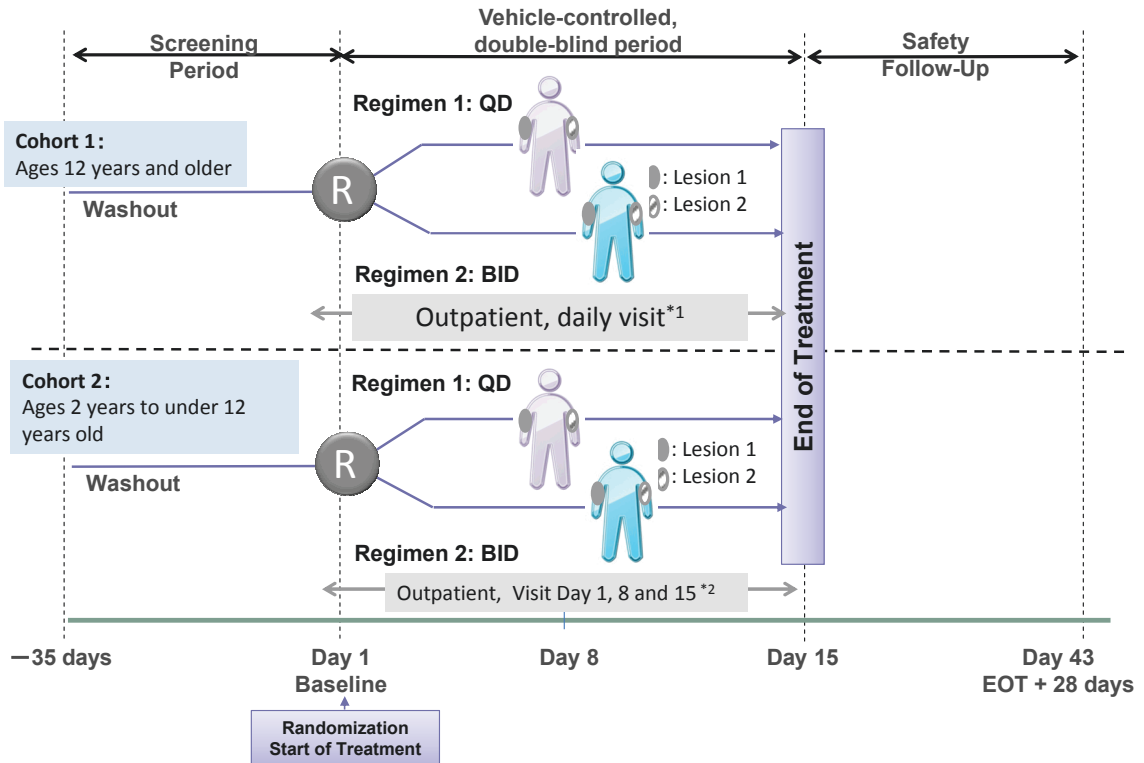 Screening
Period
Vehicle-controlled,
double-blind period
Safety
Follow-Up
Cohort 1:
Ages 12 years and older
Washout
R
Regimen 1: QD
: Lesion 1
: Lesion 2
Regimen 2: BID
Outpatient, daily visit*1
End of Treatment
Cohort 2:
Ages 2 years to under 12
years old
Washout
R
Regimen 1: QD
: Lesion 1
: Lesion 2
Regimen 2: BID
Outpatient, Visit Day 1, 8 and 15 *2
—35 days
Day 1
Baseline
Day 8
Day 15
Day 43
EOT + 28 days
Randomization
Start of Treatment